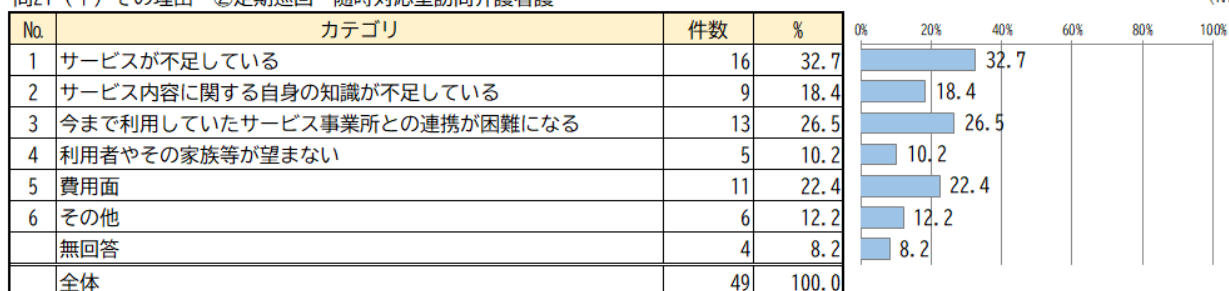 No. カテゴリ 件数 % 0% 20% 40% 60% 80% 100%
1 サービスが不足している 16 32.7 32.7
2 サービス内容に関する自身の知識が不足している 9 18.4 18.4
3 今まで利用していたサービス事業所との連携が困難になる 13 26.5 26.5
4 利用者やその家族等が望まない 5 10.2 10.2
5 費用面 11 22.4 22.4
6 その他 6 12.2 12.2
無回答 4 8.2 8.2
全体 49 100.0